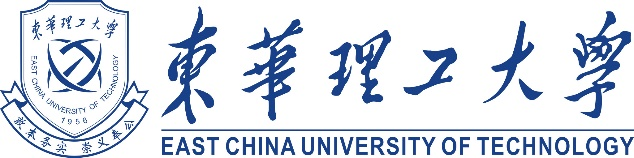 東華理工大學
EAST CHINA UNIVERSITY OF TECHNOLOGY
1956
東華理工大學
EAST CHINA UNIVERSITY OF TECHNOLOGY